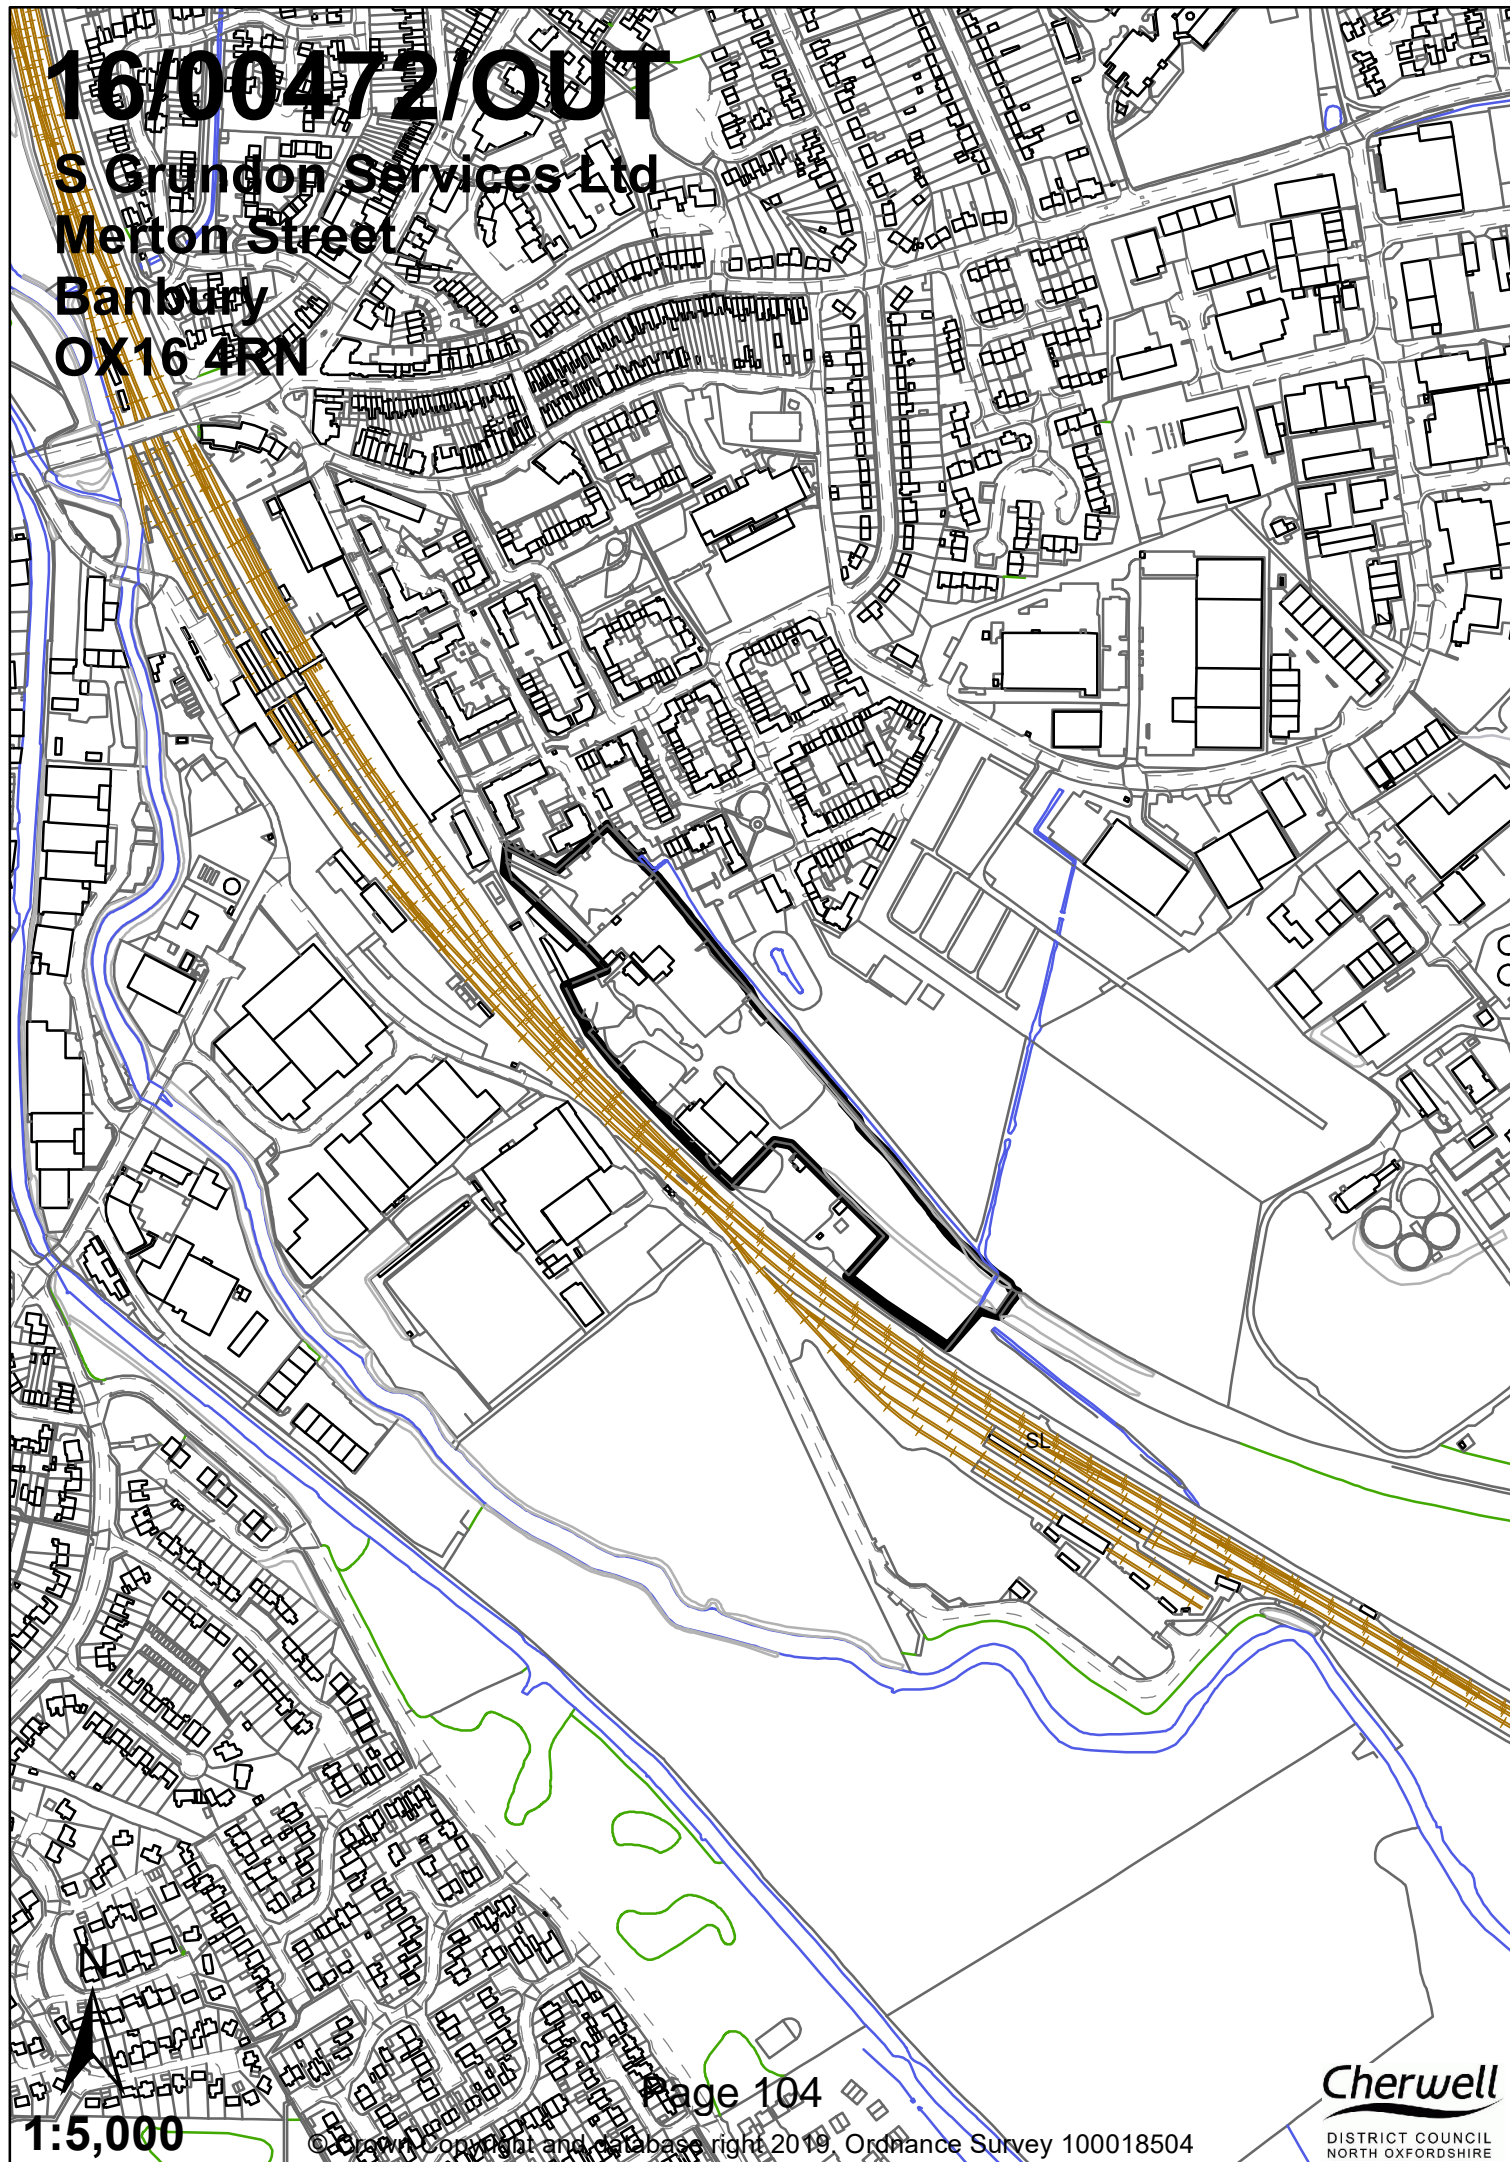 16/00472/OUT
S Grundon Services Ltd
Merton Street
Banbury
OX16 4RN
SL
N
1:5,000
Page 104
© Crown Copyright and database right 2019. Ordnance Survey 100018504
Cherwell
DISTRICT COUNCIL
NORTH OXFORDSHIRE